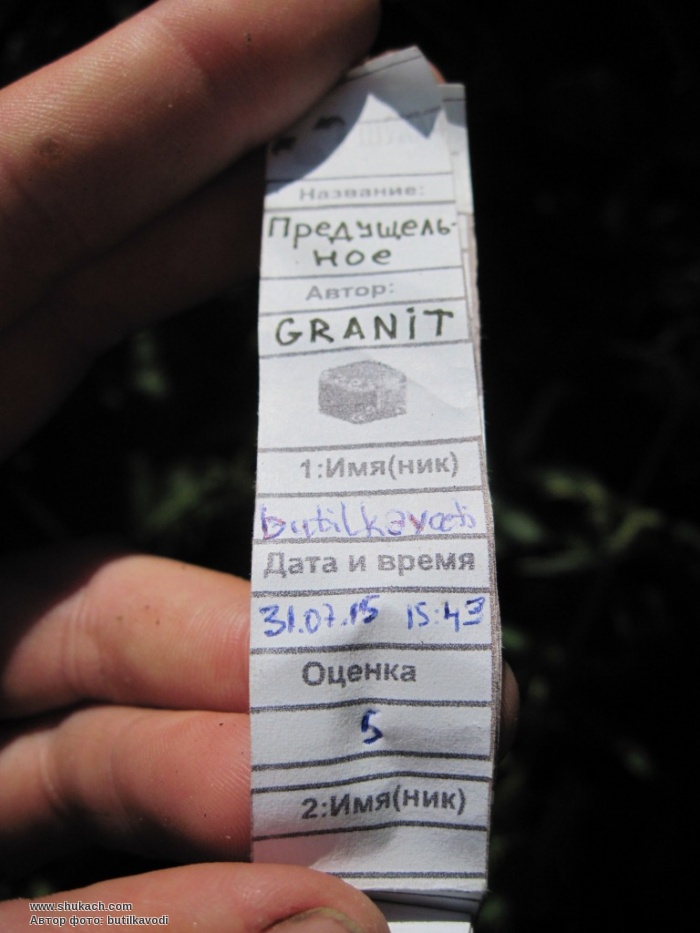 Название:
Предущель-
ное
Автор:
GRANiT
1:Имя(ник)
butilkavodi
Дата и время
31.07.15 15:43
Оценка
5
2:Имя(ник)
www.shukach.com
Автор фото: butilkavodi